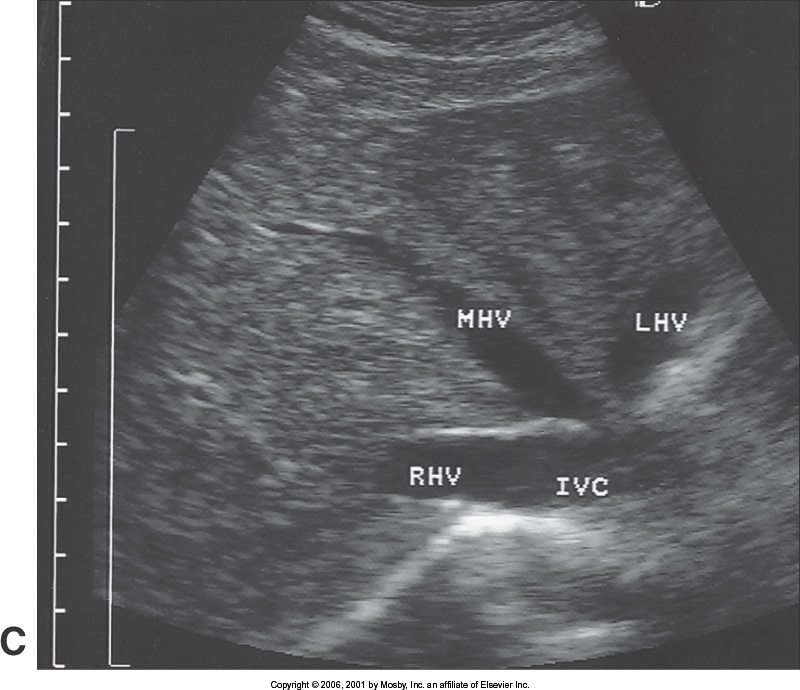 MHV
LHV
RHV
IVC
C
Copyright © 2006, 2001 by Mosby, Inc. an affiliate of Elsevier Inc.